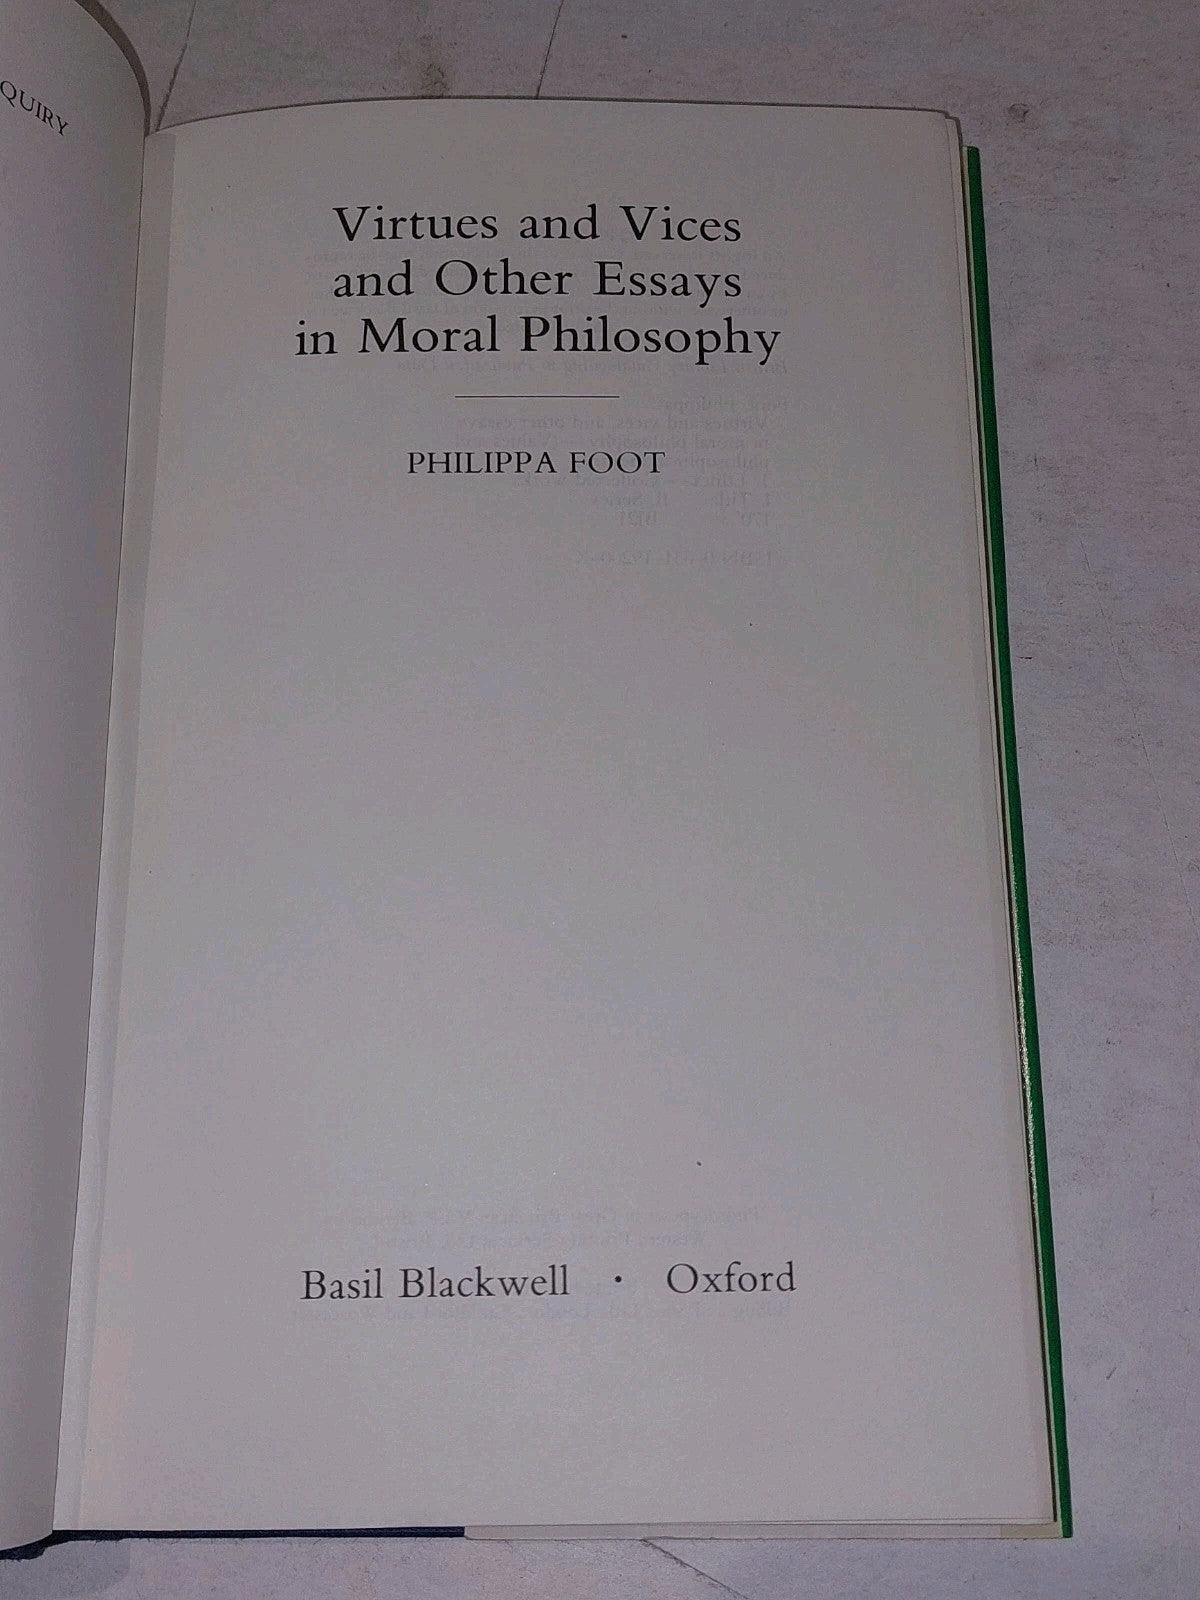 QUIRY
Virtues and Vices
and Other Essays
in Moral Philosophy
PHILIPPA FOOT
Basil Blackwell · Oxford